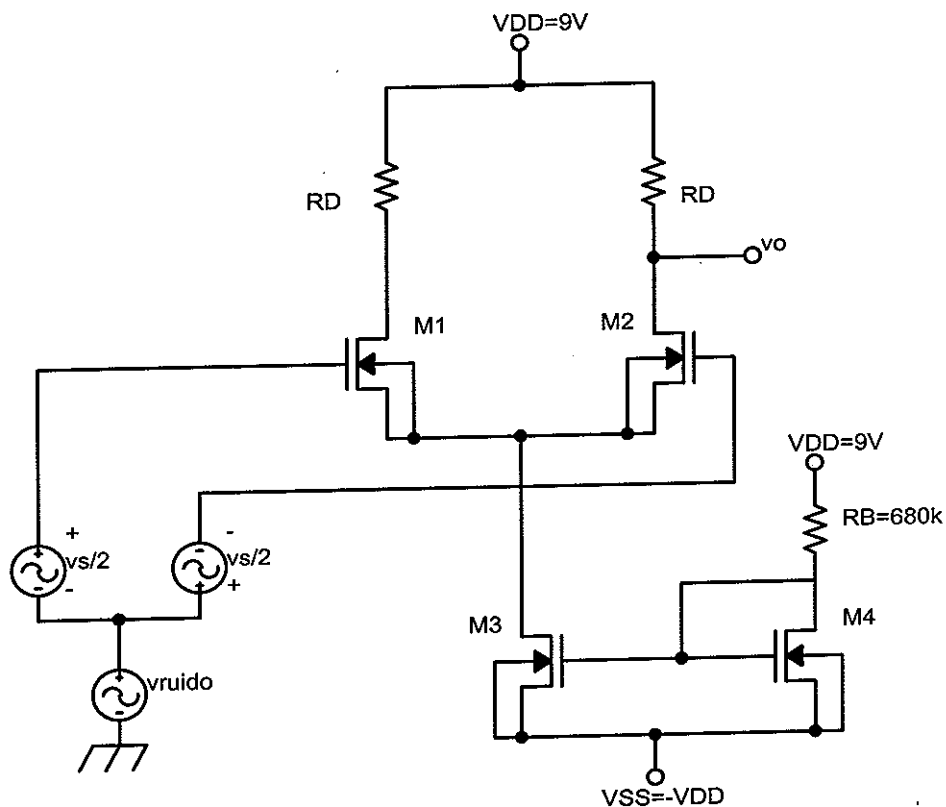 VDD=9V
RD
RD
vo
M1
M2
VDD=9V
RB=680k
+
-
vs/2
vs/2
-
+
M3
M4
vruido
VSS=-VDD